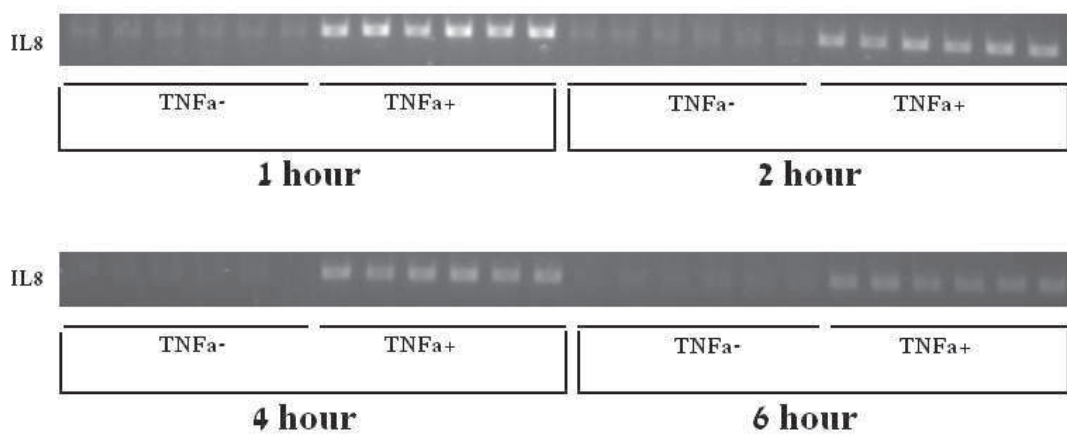 IL8
TNFa- TNFa+ TNFa- TNFa+
1 hour 2 hour
IL8
TNFa- TNFa+ TNFa- TNFa+
4 hour 6 hour